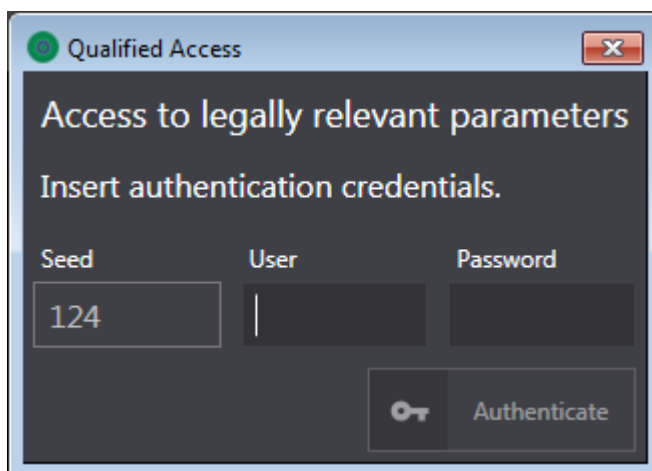 Qualified Access
Access to legally relevant parameters
Insert authentication credentials.
Seed User Password
124
Authenticate